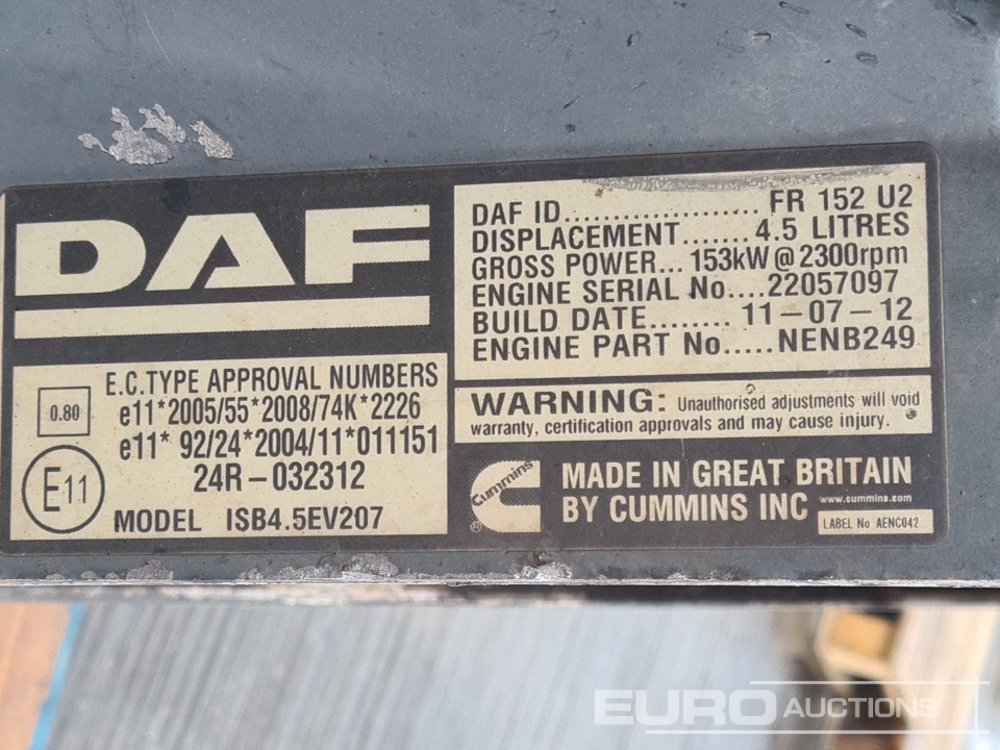 DAF
DAF ID.................... FR 152 U2
DISPLACEMENT....... 4.5 LITRES
GROSS POWER... 153kW @ 2300rpm
ENGINE SERIAL No....22057097
BUILD DATE........ 11-07-12
ENGINE PART No.....NENB249
0.80
E.C.TYPE APPROVAL NUMBERS
e11*2005/55*2008/74K*2226
e11* 92/24*2004/11*011151
24R-032312
E11
MODEL ISB4.5EV207
WARNING: Unauthorised adjustments will void
warranty, certification approvals and may cause injury.
Cummins
®
MADE IN GREAT BRITAIN
BY CUMMINS INC www.cummins.com
LABEL No AENC042
EURO AUCTIONS